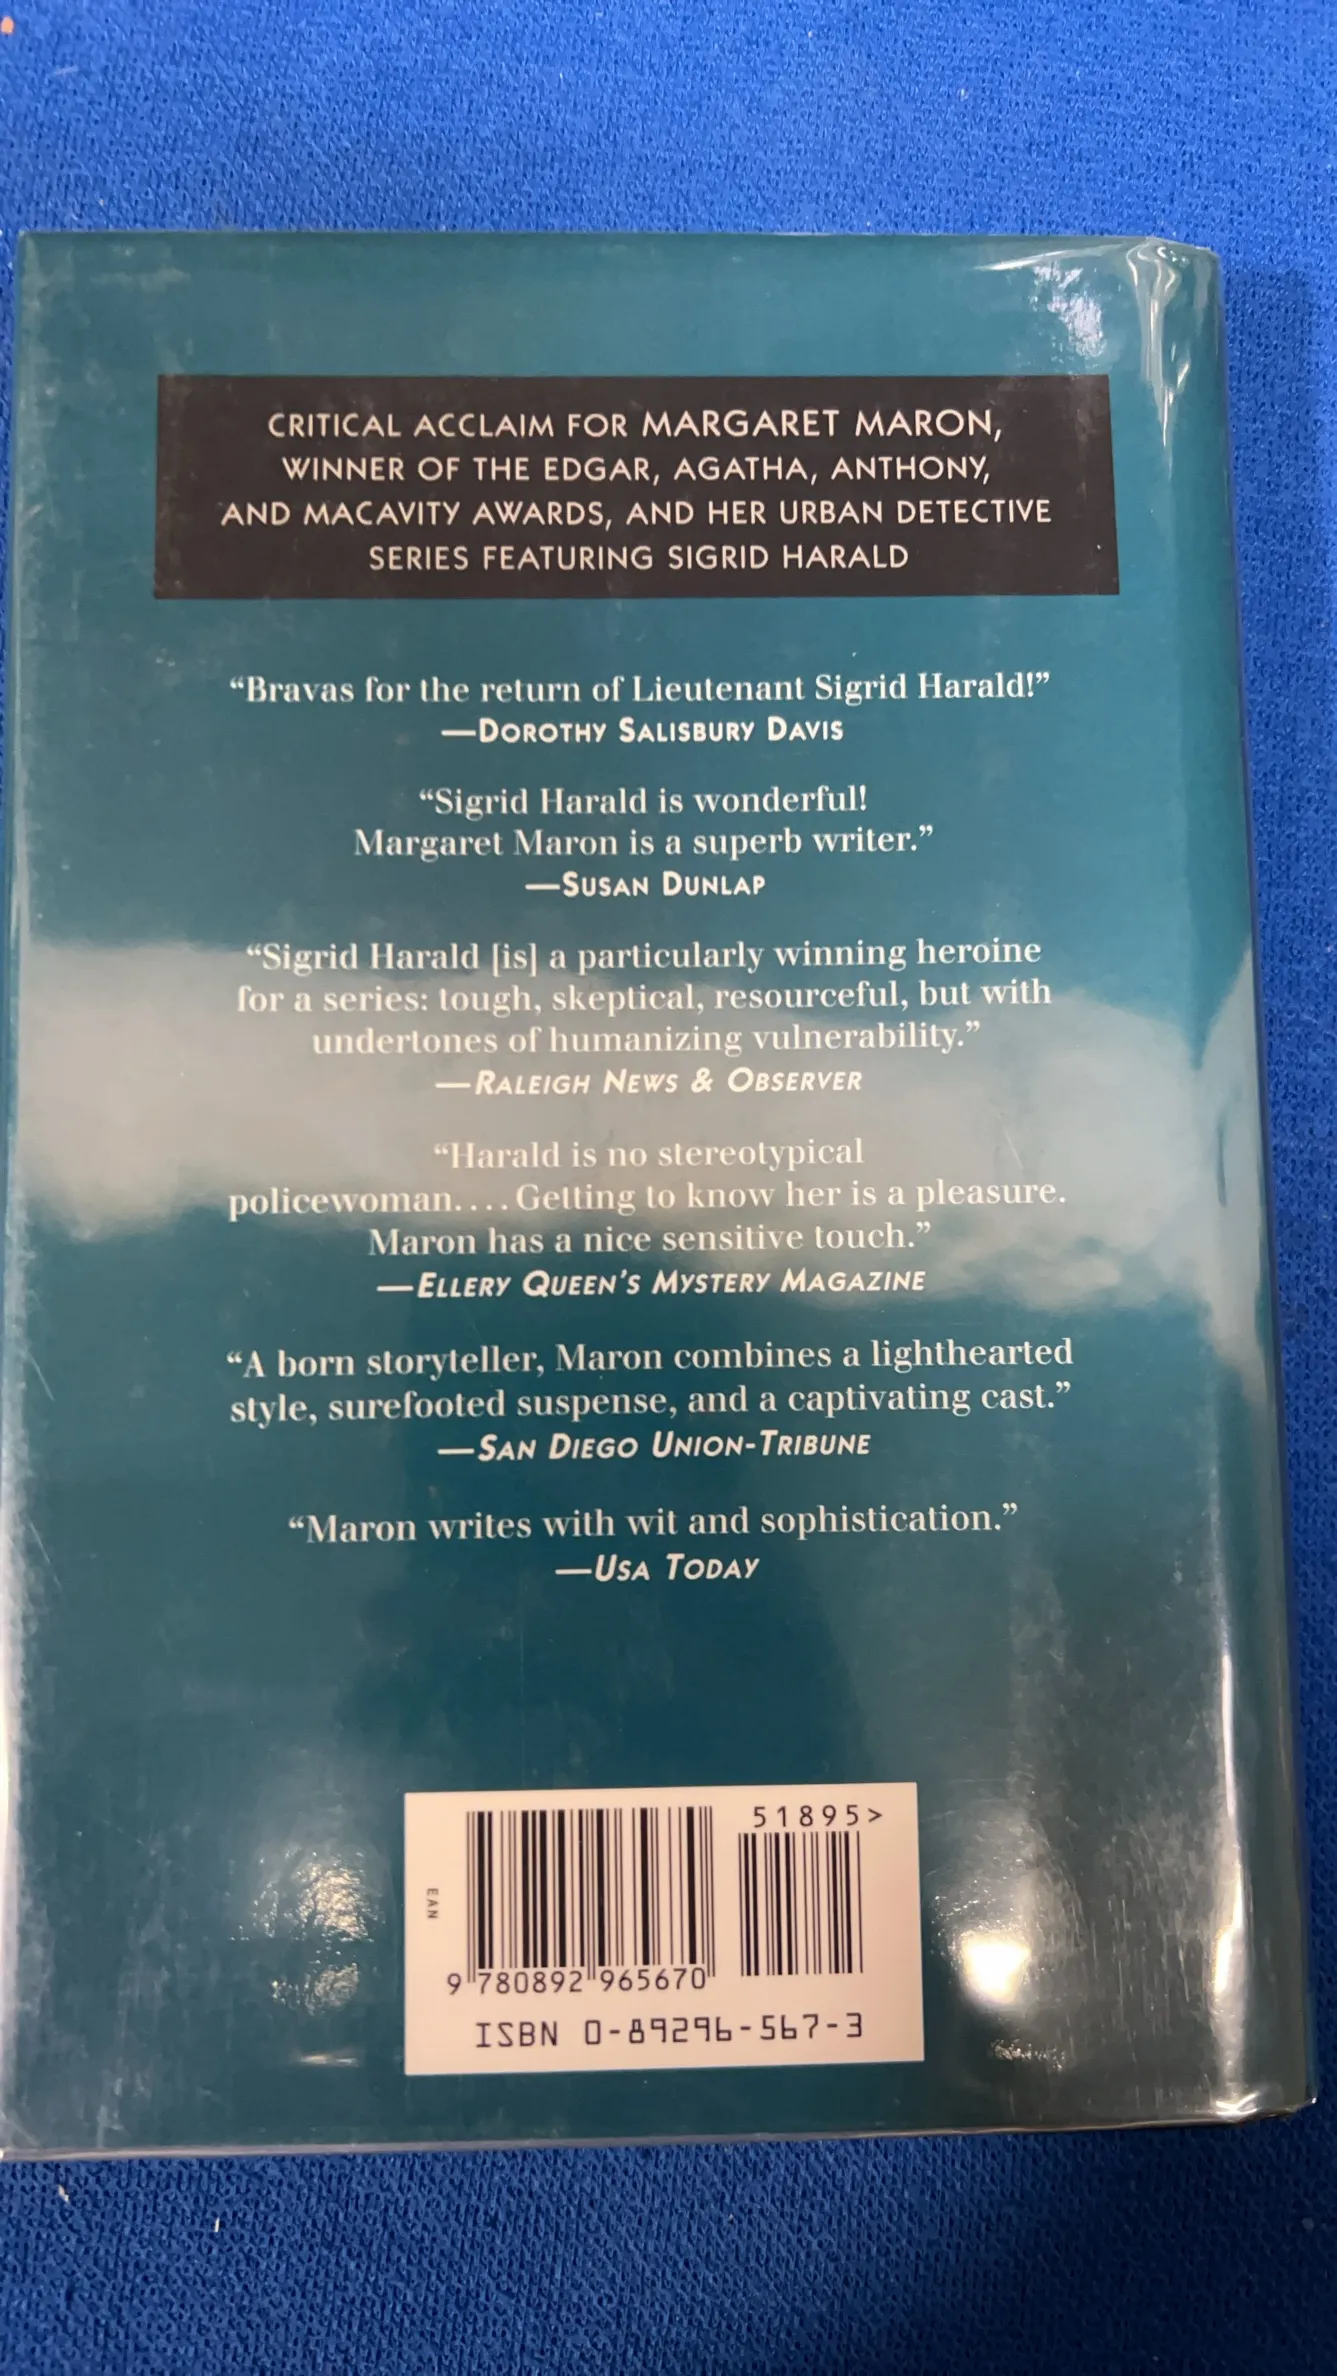 CRITICAL ACCLAIM FOR MARGARET MARON,
WINNER OF THE EDGAR, AGATHA, ANTHONY,
AND MACAVITY AWARDS, AND HER URBAN DETECTIVE
SERIES FEATURING SIGRID HARALD
“Bravas for the return of Lieutenant Sigrid Harald!”
—DOROTHY SALISBURY DAVIS
“Sigrid Harald is wonderful!
Margaret Maron is a superb writer.”
—SUSAN DUNLAP
“Sigrid Harald [is] a particularly winning heroine
for a series: tough, skeptical, resourceful, but with
undertones of humanizing vulnerability.”
—RALEIGH NEWS & OBSERVER
“Harald is no stereotypical
policewoman. . . . Getting to know her is a pleasure.
Maron has a nice sensitive touch.”
—ELLERY QUEEN’S MYSTERY MAGAZINE
“A born storyteller, Maron combines a lighthearted
style, surefooted suspense, and a captivating cast.”
—SAN DIEGO UNION-TRIBUNE
“Maron writes with wit and sophistication.”
—USA TODAY
51895>
EAN
9 780892 965670
ISBN 0-89296-567-3